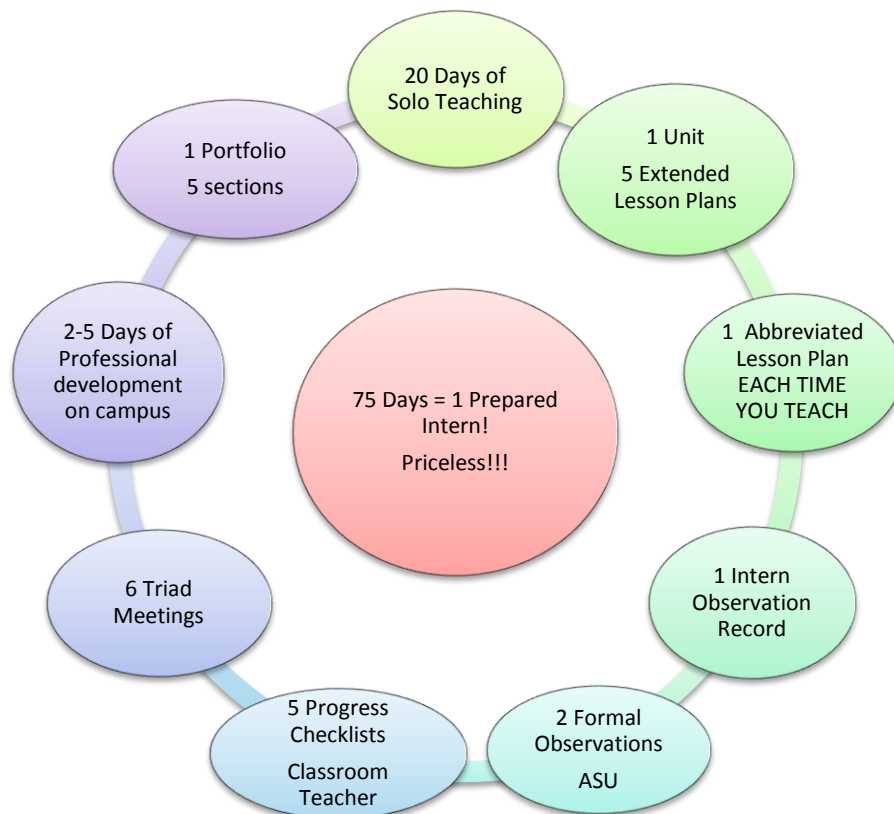 20 Days of
Solo Teaching
1 Unit
5 Extended
Lesson Plans
1  Abbreviated
Lesson Plan
EACH TIME
YOU TEACH
1 Intern
Observation
Record
2 Formal
Observations
ASU
5 Progress
Checklists
Classroom
Teacher
6 Triad
Meetings
2-5 Days of
Professional
development
on campus
1 Portfolio
5 sections
75 Days = 1 Prepared
Intern!
Priceless!!!